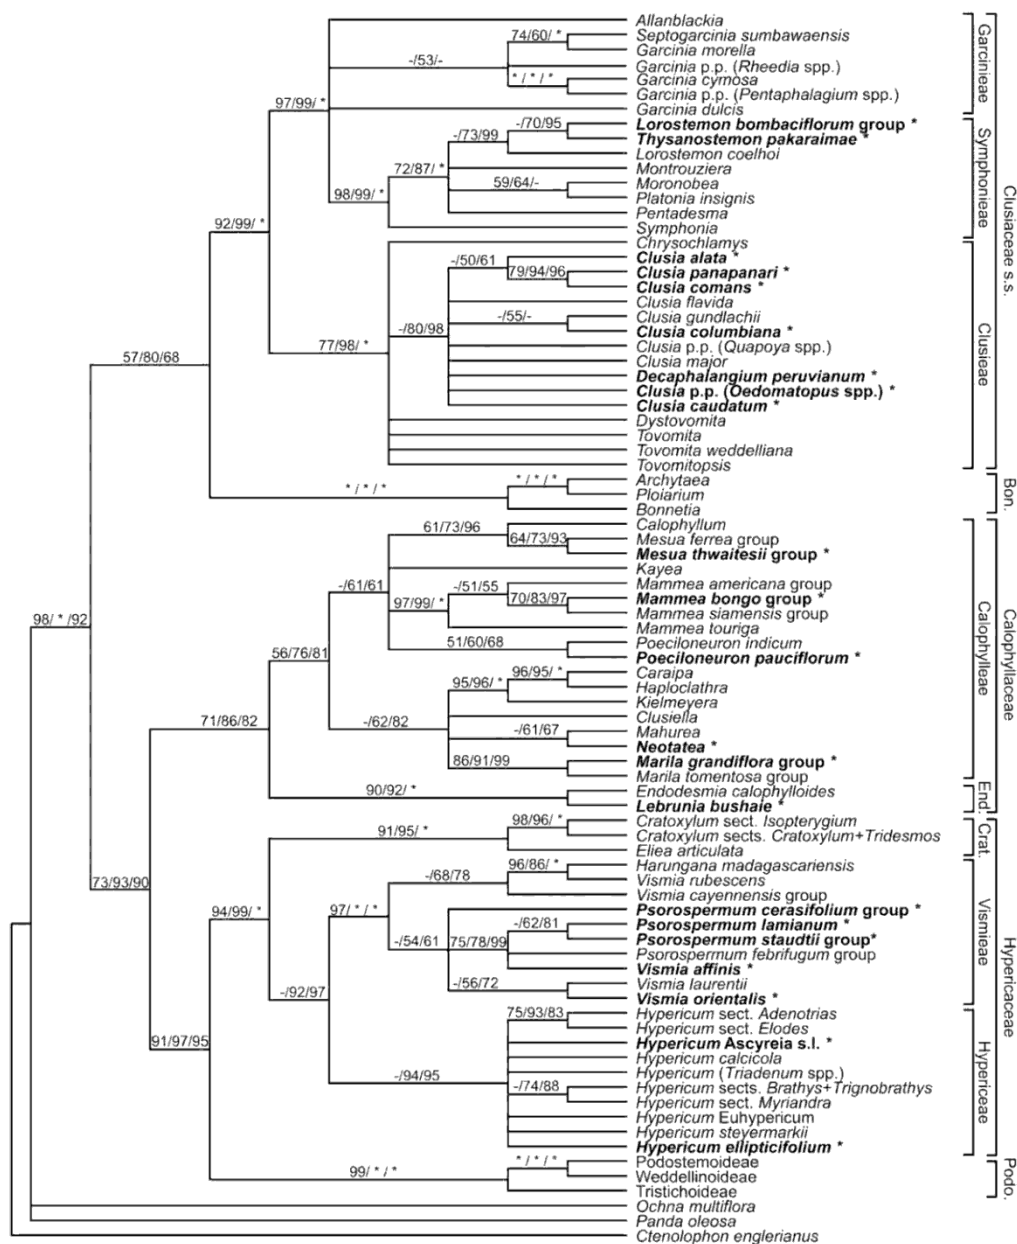 Allanblackia
74/60/ *
Septogarcinia sumbawaensis
Garcinia morella
-/53/-
Garcinia p.p. (Rheedia spp.)
* / * / *
Garcinia cymosa
Garcinia p.p. (Pentaphalagium spp.)
97/99/ *
Garcinia dulcis
Garcinieae
-/70/95
Lorostemon bombaciflorum group *
-/73/99
Thysanostemon pakaraimae *
Lorostemon coelhoi
72/87/ *
Montrouziera
59/64/-
Moronobea
98/99/ *
Platonia insignis
Pentadesma
Symphonia
Symphonieae
92/99/ *
Chrysochlamys
-/50/61
Clusia alata *
79/94/96
Clusia panapanari *
Clusia comans *
Clusia flavida
-/55/-
Clusia gundlachii
-/80/98
Clusia columbiana *
77/98/ *
Clusia p.p. (Quapoya spp.)
Clusia major
Decaphalangium peruvianum *
Clusia p.p. (Oedomatopus spp.) *
Clusia caudatum *
Dystovomita
Tovomita
Tovomita weddelliana
Tovomitopsis
Clusieae
Clusiaceae s.s.
57/80/68
* / * / *
Archytaea
* / * / *
Ploiarium
Bonnetia
Bon.
61/73/96
Calophyllum
64/73/93
Mesua ferrea group
Mesua thwaitesii group *
Kayea
-/61/61
-/51/55
Mammea americana group
97/99/ *
70/83/97
Mammea bongo group *
Mammea siamensis group
Mammea touriga
51/60/68
Poeciloneuron indicum
Poeciloneuron pauciflorum *
56/76/81
96/95/ *
Caraipa
95/96/ *
Haploclathra
Kielmeyera
Clusiella
-/62/82
-/61/67
Mahurea
Neotatea *
86/91/99
Marila grandiflora group *
Marila tomentosa group
Calophylleae
Calophyllaceae
98/ * /92
71/86/82
90/92/ *
Endodesmia calophylloides
Lebrunia bushaie *
End.
98/96/ *
Cratoxylum sect. Isopterygium
91/95/ *
Cratoxylum sects. Cratoxylum+Tridesmos
Eliea articulata
Crat.
96/86/ *
Harungana madagascariensis
-/68/78
Vismia rubescens
73/93/90
Vismia cayennensis group
94/99/ *
97/ * / *
Psorospermum cerasifolium group *
-/62/81
Psorospermum lamianum *
-/54/61
75/78/99
Psorospermum staudtii group*
Psorospermum febrifugum group
Vismia affinis *
-/56/72
Vismia laurentii
-/92/97
Vismia orientalis *
Vismieae
75/93/83
Hypericum sect. Adenotrias
Hypericum sect. Elodes
91/97/95
Hypericum Ascyreia s.l. *
Hypericum calcicola
-/94/95
Hypericum (Triadenum spp.)
-/74/88
Hypericum sects. Brathys+Trignobrathys
Hypericum sect. Myriandra
Hypericum Euhypericum
Hypericum steyermarkii
Hypericum ellipticifolium *
Hypericeae
Hypericaceae
* / * / *
Podostemoideae
99/ * / *
Weddellinoideae
Tristichoideae
Podo.
Ochna multiflora
Panda oleosa
Ctenolophon englerianus